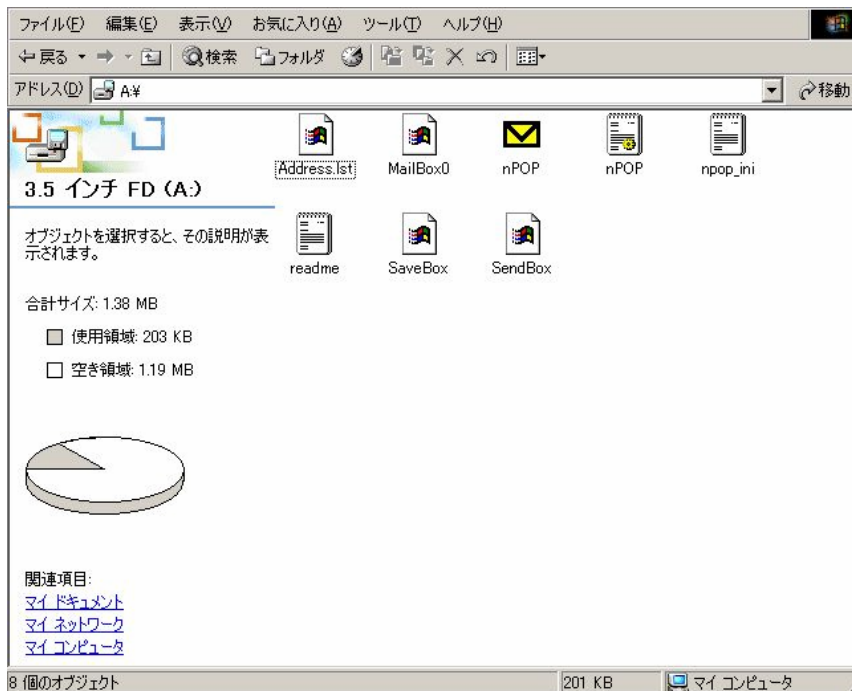 ファイル(F) 編集(E) 表示(V) お気に入り(A) ツール(T) ヘルプ(H)
戻る 検索 フォルダ
アドレス(D) A:¥ 移動
3.5 インチ FD (A:)
オブジェクトを選択すると、その説明が表
示されます。
合計サイズ: 1.38 MB
使用領域: 203 KB
空き領域: 1.19 MB
関連項目:
マイ ドキュメント
マイ ネットワーク
マイ コンピュータ
Address.lst MailBox0 nPOP nPOP npop_ini
readme SaveBox SendBox
8 個のオブジェクト 201 KB マイ コンピュータ